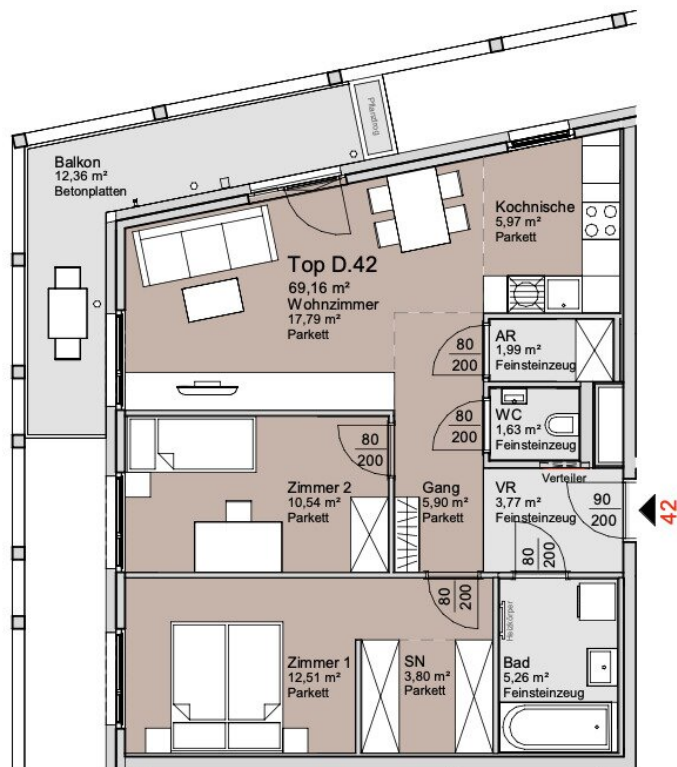 Pflanztrog
Balkon
12,36 m²
Betonplatten
Kochnische
5,97 m²
Parkett
Top D.42
69,16 m²
Wohnzimmer
17,79 m²
Parkett
80
200
AR
1,99 m²
Feinsteinzeug
80
200
WC
1,63 m²
Feinsteinzeug
80
200
Verteiler
Zimmer 2
10,54 m²
Parkett
Gang
5,90 m²
Parkett
VR
3,77 m²
Feinsteinzeug
90
200
42
80
200
80
200
Heizkörper
Zimmer 1
12,51 m²
Parkett
SN
3,80 m²
Parkett
Bad
5,26 m²
Feinsteinzeug